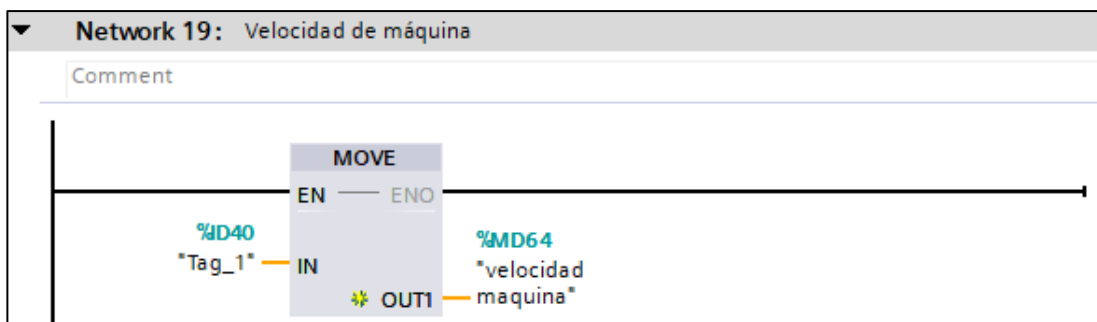 Network 19: Velocidad de máquina
Comment
MOVE
EN ENO
%ID40
"Tag_1"
IN
%MD64
"velocidad
maquina"
OUT1